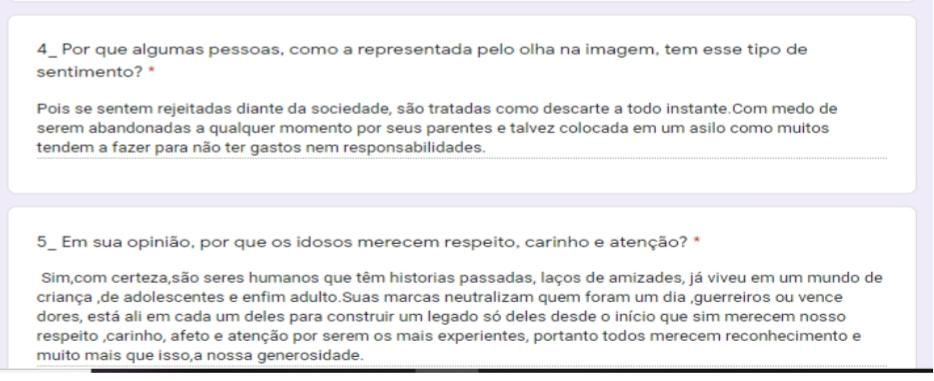 4_ Por que algumas pessoas, como a representada pelo olha na imagem, tem esse tipo de
sentimento? *
Pois se sentem rejeitadas diante da sociedade, são tratadas como descarte a todo instante.Com medo de
serem abandonadas a qualquer momento por seus parentes e talvez colocada em um asilo como muitos
tendem a fazer para não ter gastos nem responsabilidades.
5_ Em sua opinião, por que os idosos merecem respeito, carinho e atenção? *
Sim,com certeza,são seres humanos que têm historias passadas, laços de amizades, já viveu em um mundo de
criança ,de adolescentes e enfim adulto.Suas marcas neutralizam quem foram um dia ,guerreiros ou vence
dores, está ali em cada um deles para construir um legado só deles desde o início que sim merecem nosso
respeito ,carinho, afeto e atenção por serem os mais experientes, portanto todos merecem reconhecimento e
muito mais que isso,a nossa generosidade.